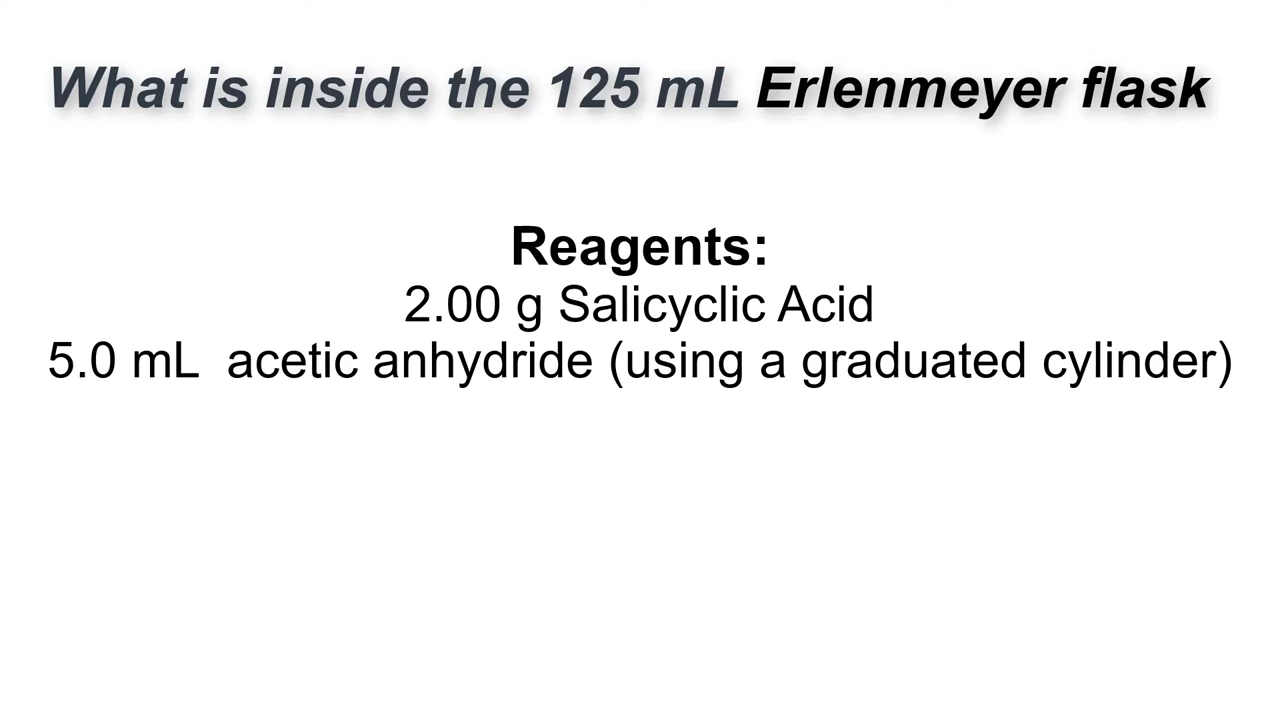 What is inside the 125 mL Erlenmeyer flask
Reagents:
2.00 g Salicyclic Acid
5.0 mL  acetic anhydride (using a graduated cylinder)